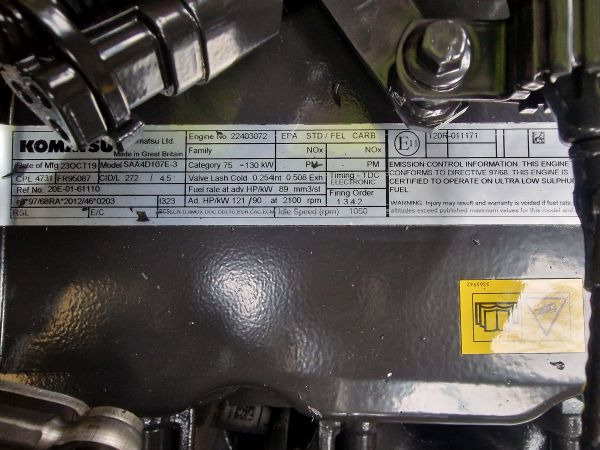 KOMATSU Komatsu Ltd. Engine No. 22403072 EPA STD / FEL CARB E11 120R-011171
Made in Great Britain Family NOx NOx
Date of Mfg 23OCT19 Model SAA4D107E-3 Category 75 -130 kW PM PM
CPL 4731 FR95087 CID/L 272 / 4.5 Valve Lash Cold 0.254Int 0.508 Exh Timing - TDC
ELECTRONIC
Ref No. 20E-01-61110 Fuel rate at adv HP/kW 89 mm3/st Firing Order
*97/68RA*2012/46*0203 I323 Ad. HP/kW 121 /90 at 2100 rpm 1 3 4 2
RSL E/C Idle Speed (rpm) 1050
EMISSION CONTROL INFORMATION: THIS ENGINE
CONFORMS TO DIRECTIVE 97/68. THIS ENGINE IS
CERTIFIED TO OPERATE ON ULTRA LOW SULPHUR
FUEL
WARNING: Injury may result and warranty is voided if fuel rate,
altitudes exceed published maximum values for this model and